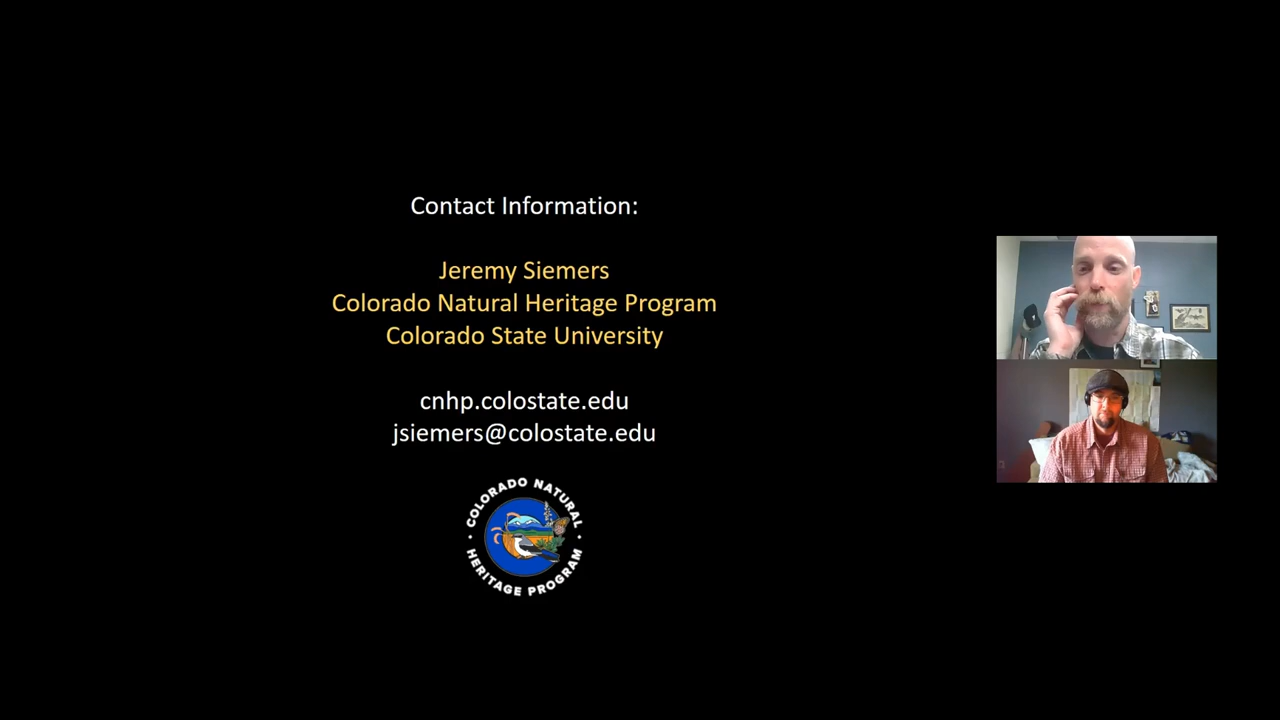 Contact Information:
Jeremy Siemers
Colorado Natural Heritage Program
Colorado State University
cnhp.colostate.edu
jsiemers@colostate.edu
COLORADO NATURAL
HERITAGE PROGRAM